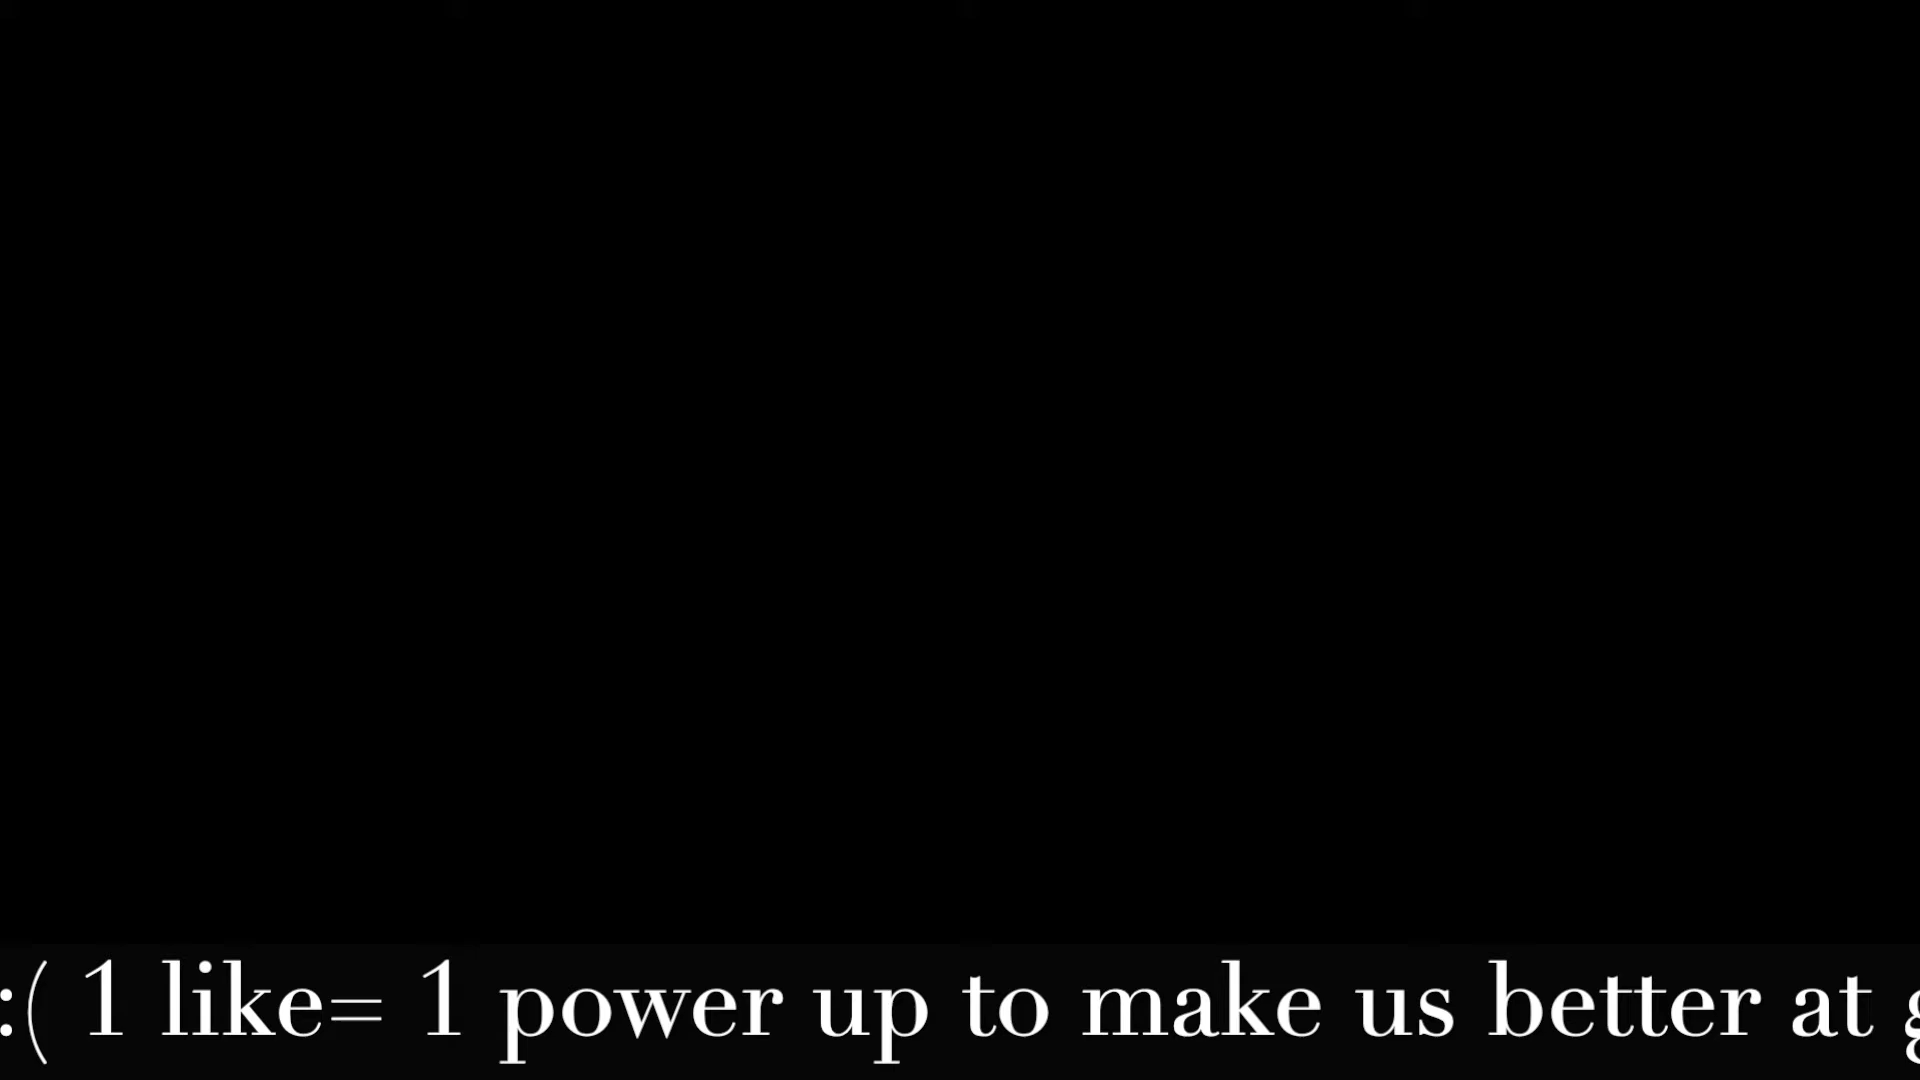 :( 1 like= 1 power up to make us better at